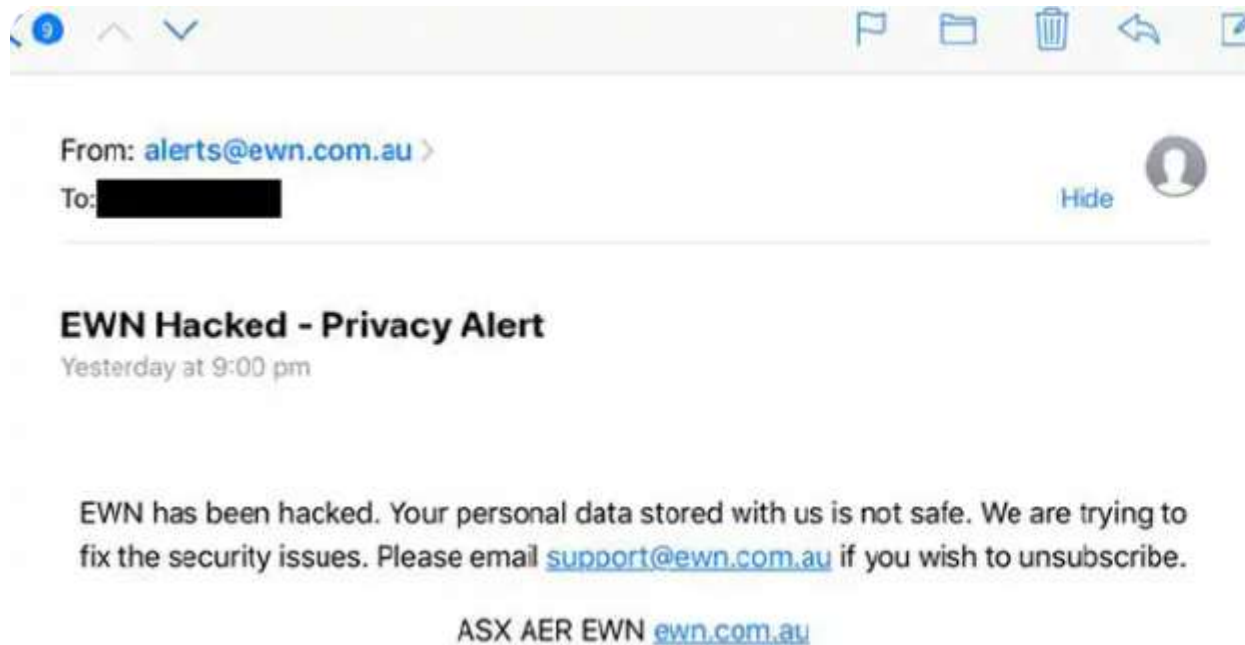 9
From: alerts@ewn.com.au >
To:
Hide
EWN Hacked - Privacy Alert
Yesterday at 9:00 pm
EWN has been hacked. Your personal data stored with us is not safe. We are trying to
fix the security issues. Please email support@ewn.com.au if you wish to unsubscribe.
ASX AER EWN ewn.com.au